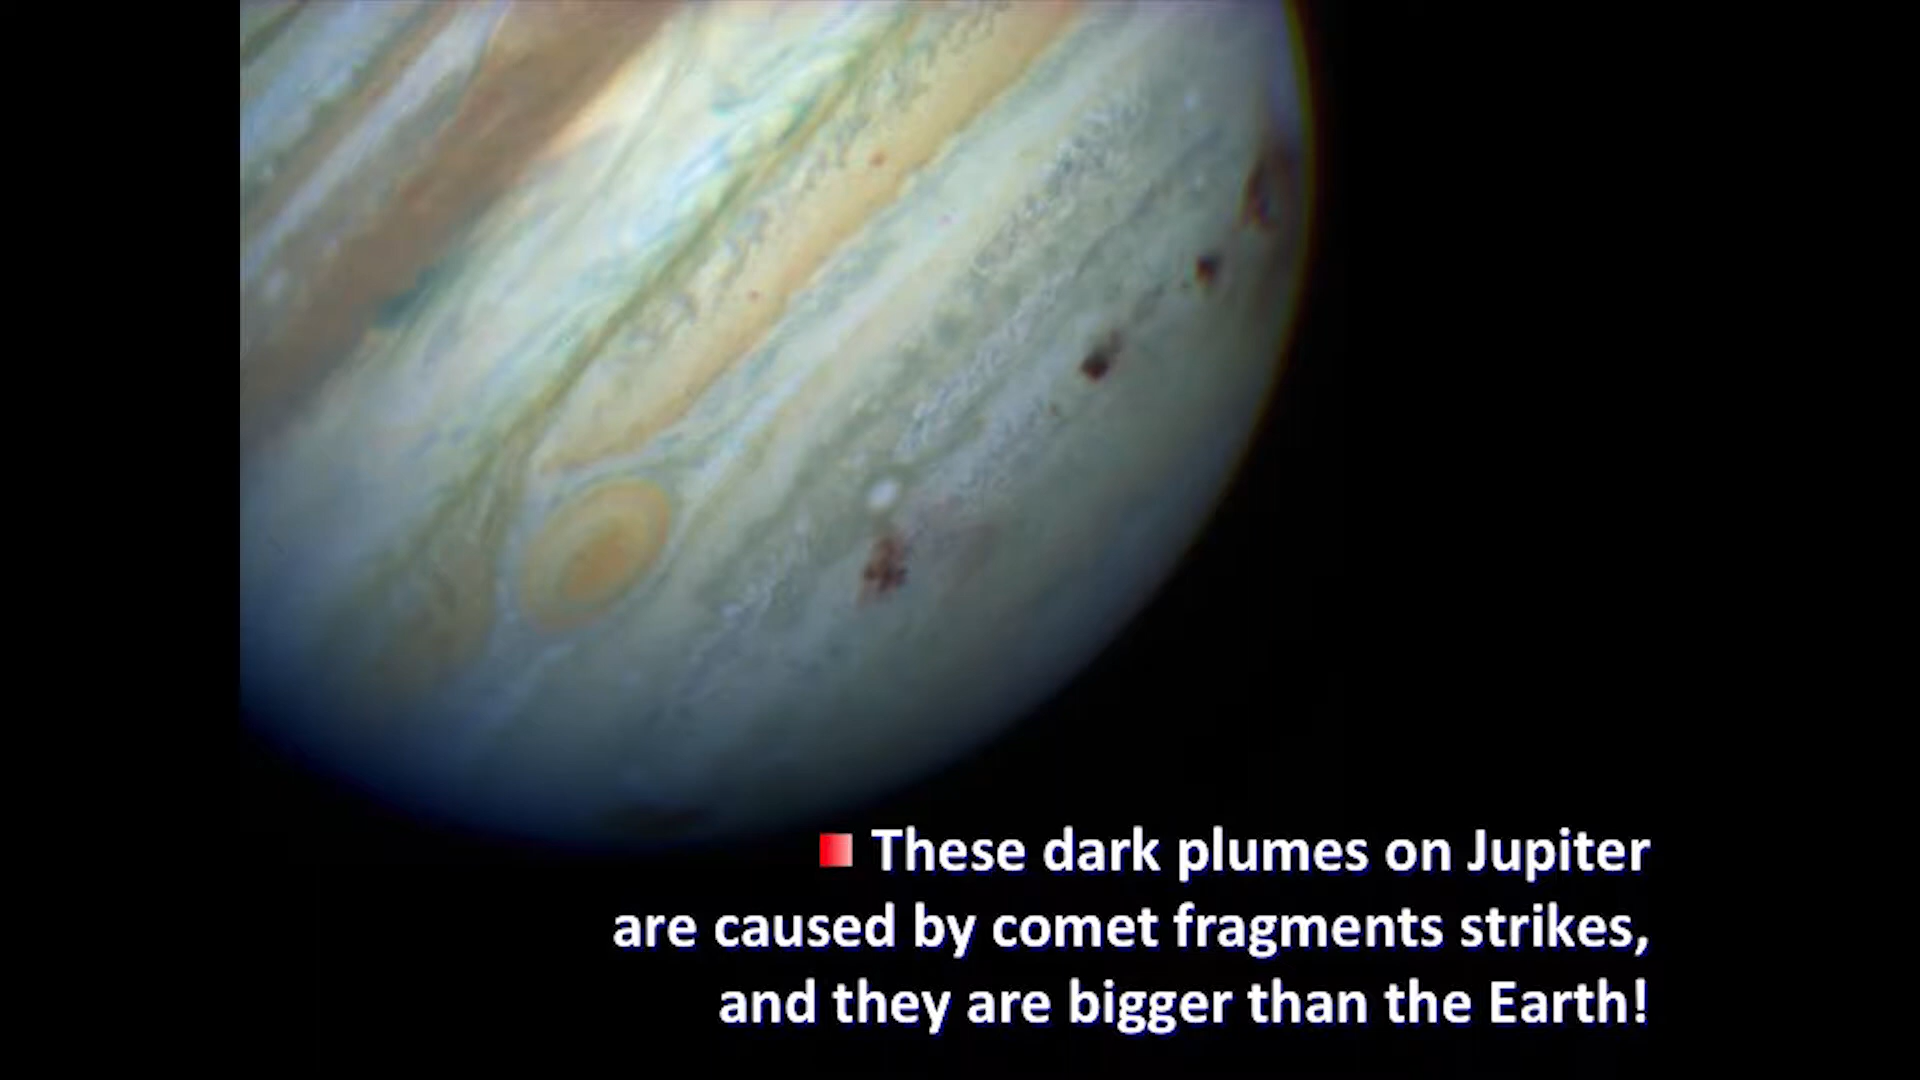 These dark plumes on Jupiter
are caused by comet fragments strikes,
and they are bigger than the Earth!